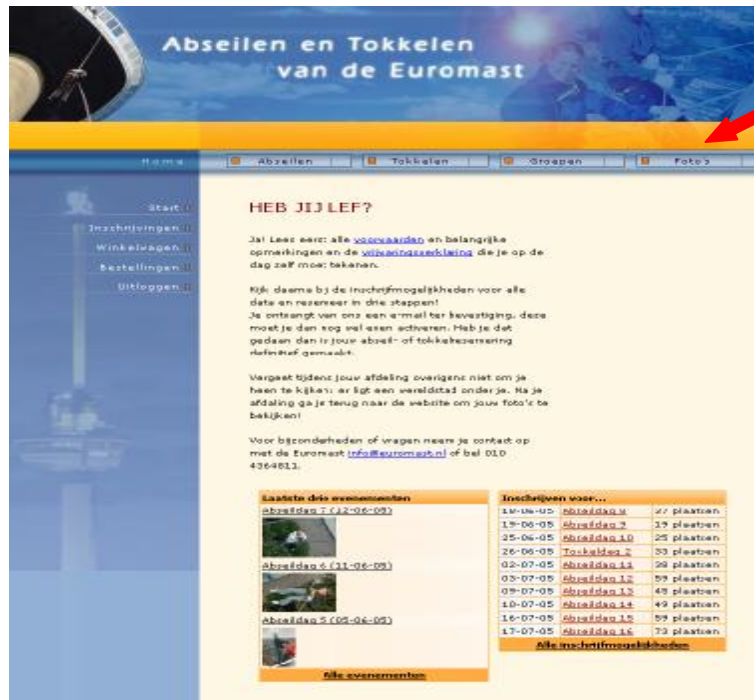 Abseilen en Tokkelen
van de Euromast
Home
Abseilen
Tokkelen
Groepen
Foto's
Start
Inschrijvingen
Winkelwagen
Bestellingen
Uitloggen
HEB JIJ LEF?
Ja! Lees eerst alle voorwaarden en belangrijke
opmerkingen en de vrijwaringsverklaring die je op de
dag zelf moet tekenen.
Kijk daarna bij de inschrijfmogelijkheden voor alle
data en reserveer in drie stappen!
Je ontvangt van ons een e-mail ter bevestiging, deze
moet je dan nog wel even activeren. Heb je dat
gedaan dan is jouw abseil- of tokkelreservering
definitief gemaakt.
Vergeet tijdens jouw afdeling overigens niet om je
heen te kijken: er ligt een wereldstad onder je. Na je
afdaling ga je terug naar de website om jouw foto's te
bekijken!
Voor bijzonderheden of vragen neem je contact op
met de Euromast info@euromast.nl of bel 010
4364811.
Laatste drie evenementen
Abseildag 7 (12-06-05)
Abseildag 6 (11-06-05)
Abseildag 5 (05-06-05)
Alle evenementen
Inschrijven voor...
18-06-05 Abseildag 8 27 plaatsen
19-06-05 Abseildag 9 19 plaatsen
25-06-05 Abseildag 10 25 plaatsen
26-06-05 Tokkeldag 2 33 plaatsen
02-07-05 Abseildag 11 38 plaatsen
03-07-05 Abseildag 12 59 plaatsen
09-07-05 Abseildag 13 45 plaatsen
10-07-05 Abseildag 14 49 plaatsen
16-07-05 Abseildag 15 59 plaatsen
17-07-05 Abseildag 16 73 plaatsen
Alle inschrijfmogelijkheden